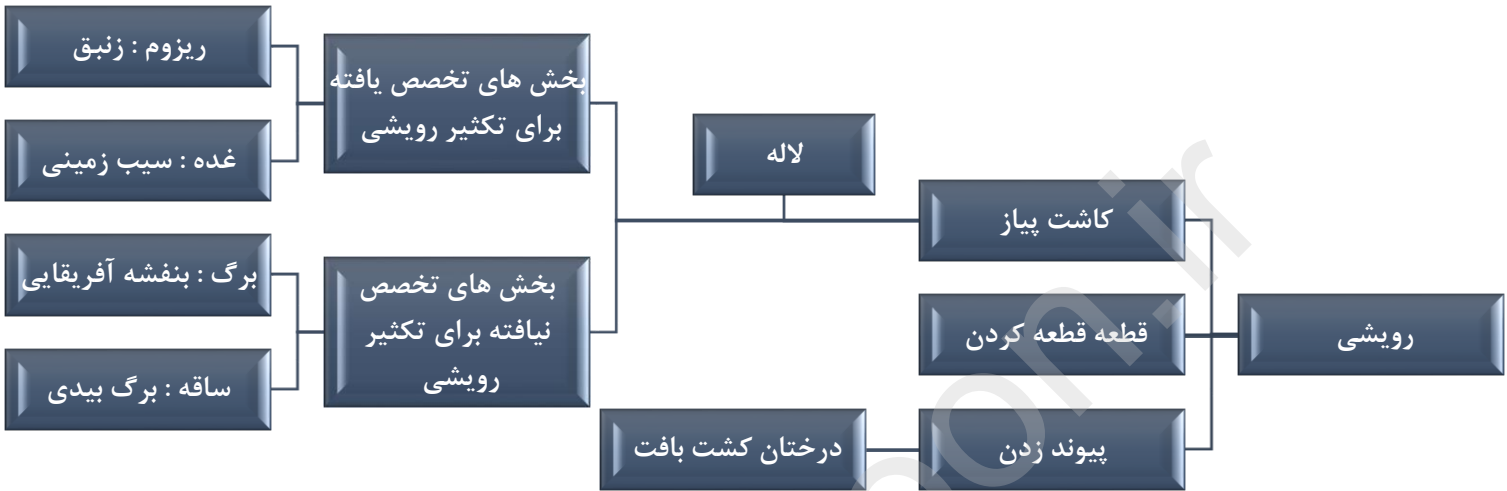 رویشی
کاشت پیاز
لاله
بخش های تخصص یافته
برای تکثیر رویشی
ریزوم : زنبق
غده : سیب زمینی
بخش های تخصص
نیافته برای تکثیر
رویشی
برگ : بنفشه آفریقایی
ساقه : برگ بیدی
قطعه قطعه کردن
پیوند زدن
درختان کشت بافت